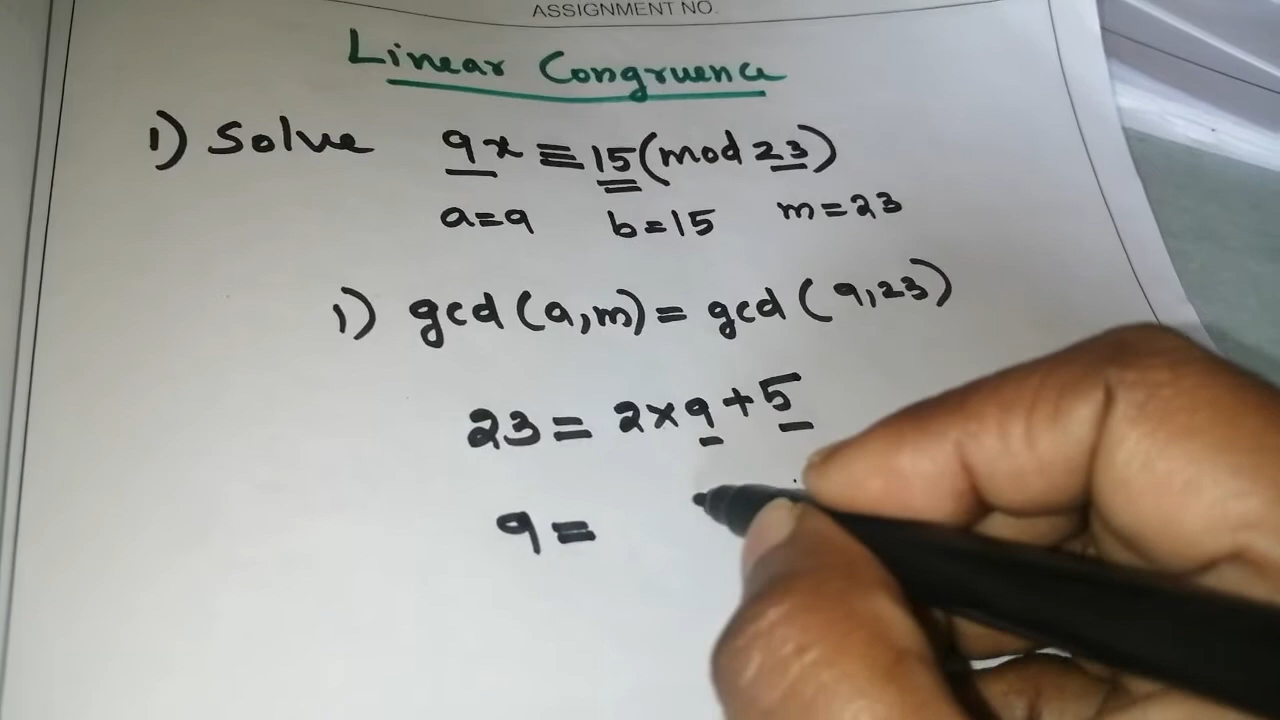 ASSIGNMENT NO.
Linear Congruence
1) Solve 9x ≡ 15 (mod 23)
a=9 b=15 m=23
1) gcd (a,m) = gcd (9,23)
23 = 2×9+5
9 =